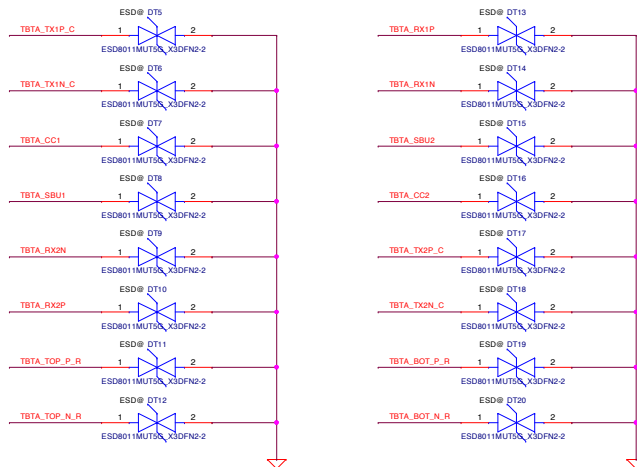 ESD@ DT5
TBTA_TX1P_C 1 2
ESD8011MUT5G_X3DFN2-2
ESD@ DT6
TBTA_TX1N_C 1 2
ESD8011MUT5G_X3DFN2-2
ESD@ DT7
TBTA_CC1 1 2
ESD8011MUT5G_X3DFN2-2
ESD@ DT8
TBTA_SBU1 1 2
ESD8011MUT5G_X3DFN2-2
ESD@ DT9
TBTA_RX2N 1 2
ESD8011MUT5G_X3DFN2-2
ESD@ DT10
TBTA_RX2P 1 2
ESD8011MUT5G_X3DFN2-2
ESD@ DT11
TBTA_TOP_P_R 1 2
ESD8011MUT5G_X3DFN2-2
ESD@ DT12
TBTA_TOP_N_R 1 2
ESD8011MUT5G_X3DFN2-2
ESD@ DT13
TBTA_RX1P 1 2
ESD8011MUT5G_X3DFN2-2
ESD@ DT14
TBTA_RX1N 1 2
ESD8011MUT5G_X3DFN2-2
ESD@ DT15
TBTA_SBU2 1 2
ESD8011MUT5G_X3DFN2-2
ESD@ DT16
TBTA_CC2 1 2
ESD8011MUT5G_X3DFN2-2
ESD@ DT17
TBTA_TX2P_C 1 2
ESD8011MUT5G_X3DFN2-2
ESD@ DT18
TBTA_TX2N_C 1 2
ESD8011MUT5G_X3DFN2-2
ESD@ DT19
TBTA_BOT_P_R 1 2
ESD8011MUT5G_X3DFN2-2
ESD@ DT20
TBTA_BOT_N_R 1 2
ESD8011MUT5G_X3DFN2-2